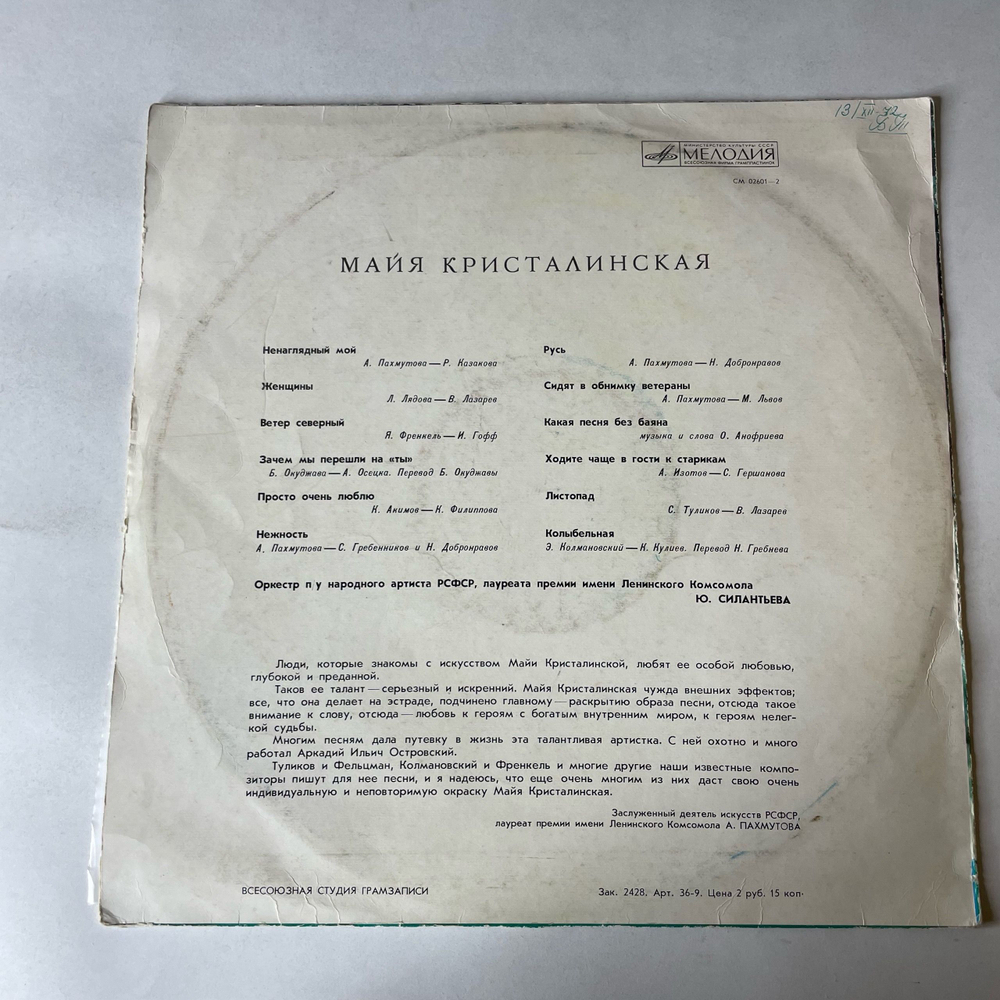 13/XII-72
МИНИСТЕРСТВО КУЛЬТУРЫ СССР
МЕЛОДИЯ
ВСЕСОЮЗНАЯ ФИРМА ГРАМПЛАСТИНОК
СМ 02601—2
МАЙЯ КРИСТАЛИНСКАЯ
Ненаглядный мой
А. Пахмутова — Р. Казакова
Женщины
Л. Лядова — В. Лазарев
Ветер северный
Я. Френкель — И. Гофф
Зачем мы перешли на «ты»
Б. Окуджава — А. Осецка. Перевод Б. Окуджавы
Просто очень люблю
К. Акимов — К. Филиппова
Нежность
А. Пахмутова — С. Гребенников и Н. Добронравов
Русь
А. Пахмутова — Н. Добронравов
Сидят в обнимку ветераны
А. Пахмутова — М. Львов
Какая песня без баяна
музыка и слова О. Анофриева
Ходите чаще в гости к старикам
А. Изотов — С. Гершанова
Листопад
С. Туликов — В. Лазарев
Колыбельная
Э. Колмановский — К. Кулиев. Перевод Н. Гребнева
Оркестр п у народного артиста РСФСР, лауреата премии имени Ленинского Комсомола
Ю. СИЛАНТЬЕВА
Люди, которые знакомы с искусством Майи Кристалинской, любят ее особой любовью,
глубокой и преданной.
Таков ее талант — серьезный и искренний. Майя Кристалинская чужда внешних эффектов;
все, что она делает на эстраде, подчинено главному — раскрытию образа песни, отсюда такое
внимание к слову, отсюда — любовь к героям с богатым внутренним миром, к героям нелег-
кой судьбы.
Многим песням дала путевку в жизнь эта талантливая артистка. С ней охотно и много
работал Аркадий Ильич Островский.
Туликов и Фельцман, Колмановский и Френкель и многие другие наши известные компо-
зиторы пишут для нее песни, и я надеюсь, что еще очень многим из них даст свою очень
индивидуальную и неповторимую окраску Майя Кристалинская.
Заслуженный деятель искусств РСФСР,
лауреат премии имени Ленинского Комсомола А. ПАХМУТОВА
ВСЕСОЮЗНАЯ СТУДИЯ ГРАМЗАПИСИ
Зак. 2428. Арт. 36-9. Цена 2 руб. 15 коп.